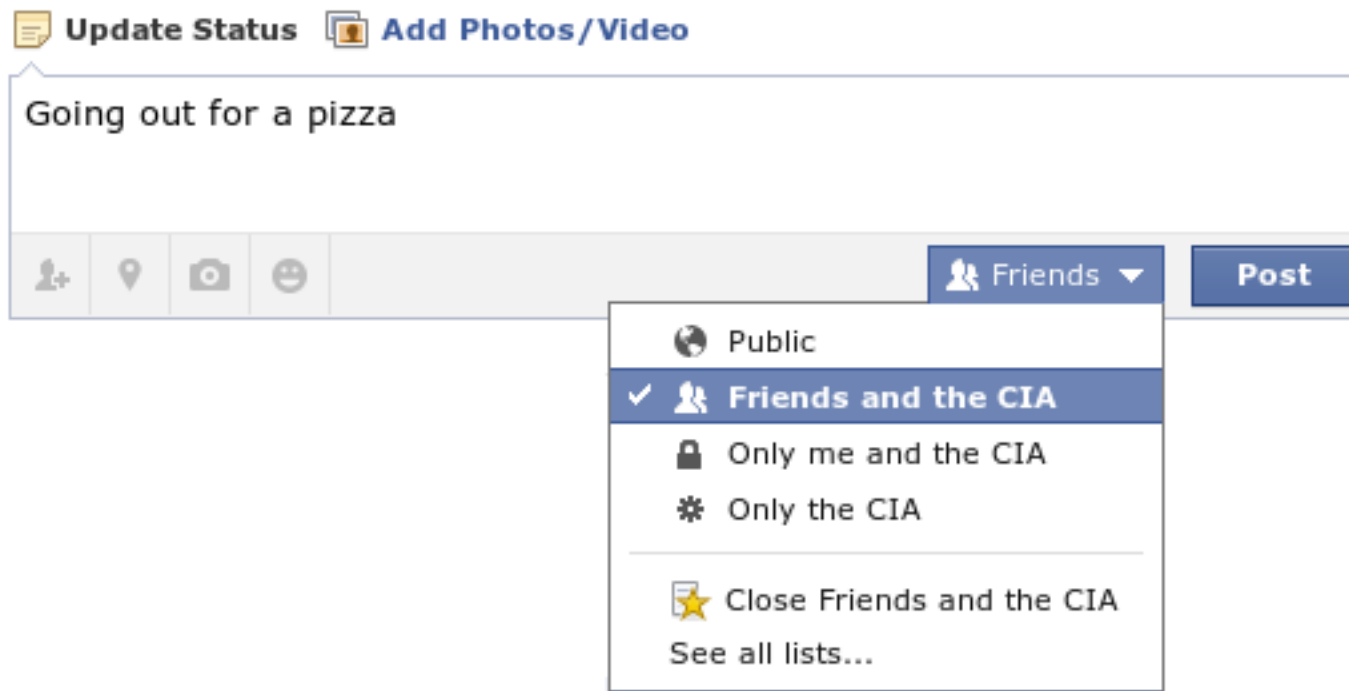 Update Status Add Photos/Video
Going out for a pizza
Friends Post
Public
Friends and the CIA
Only me and the CIA
Only the CIA
Close Friends and the CIA
See all lists...